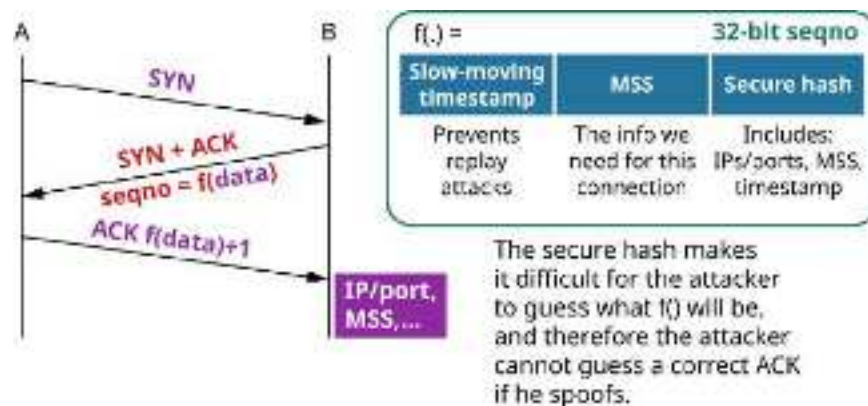 A
B
SYN
SYN + ACK
seqno = f(data)
ACK f(data)+1
IP/port,
MSS,...
f(.) =
32-bit seqno
Slow-moving
timestamp
MSS
Secure hash
Prevents
replay
attacks
The info we
need for this
connection
Includes:
IPs/ports, MSS,
timestamp
The secure hash makes
it difficult for the attacker
to guess what f() will be,
and therefore the attacker
cannot guess a correct ACK
if he spoofs.